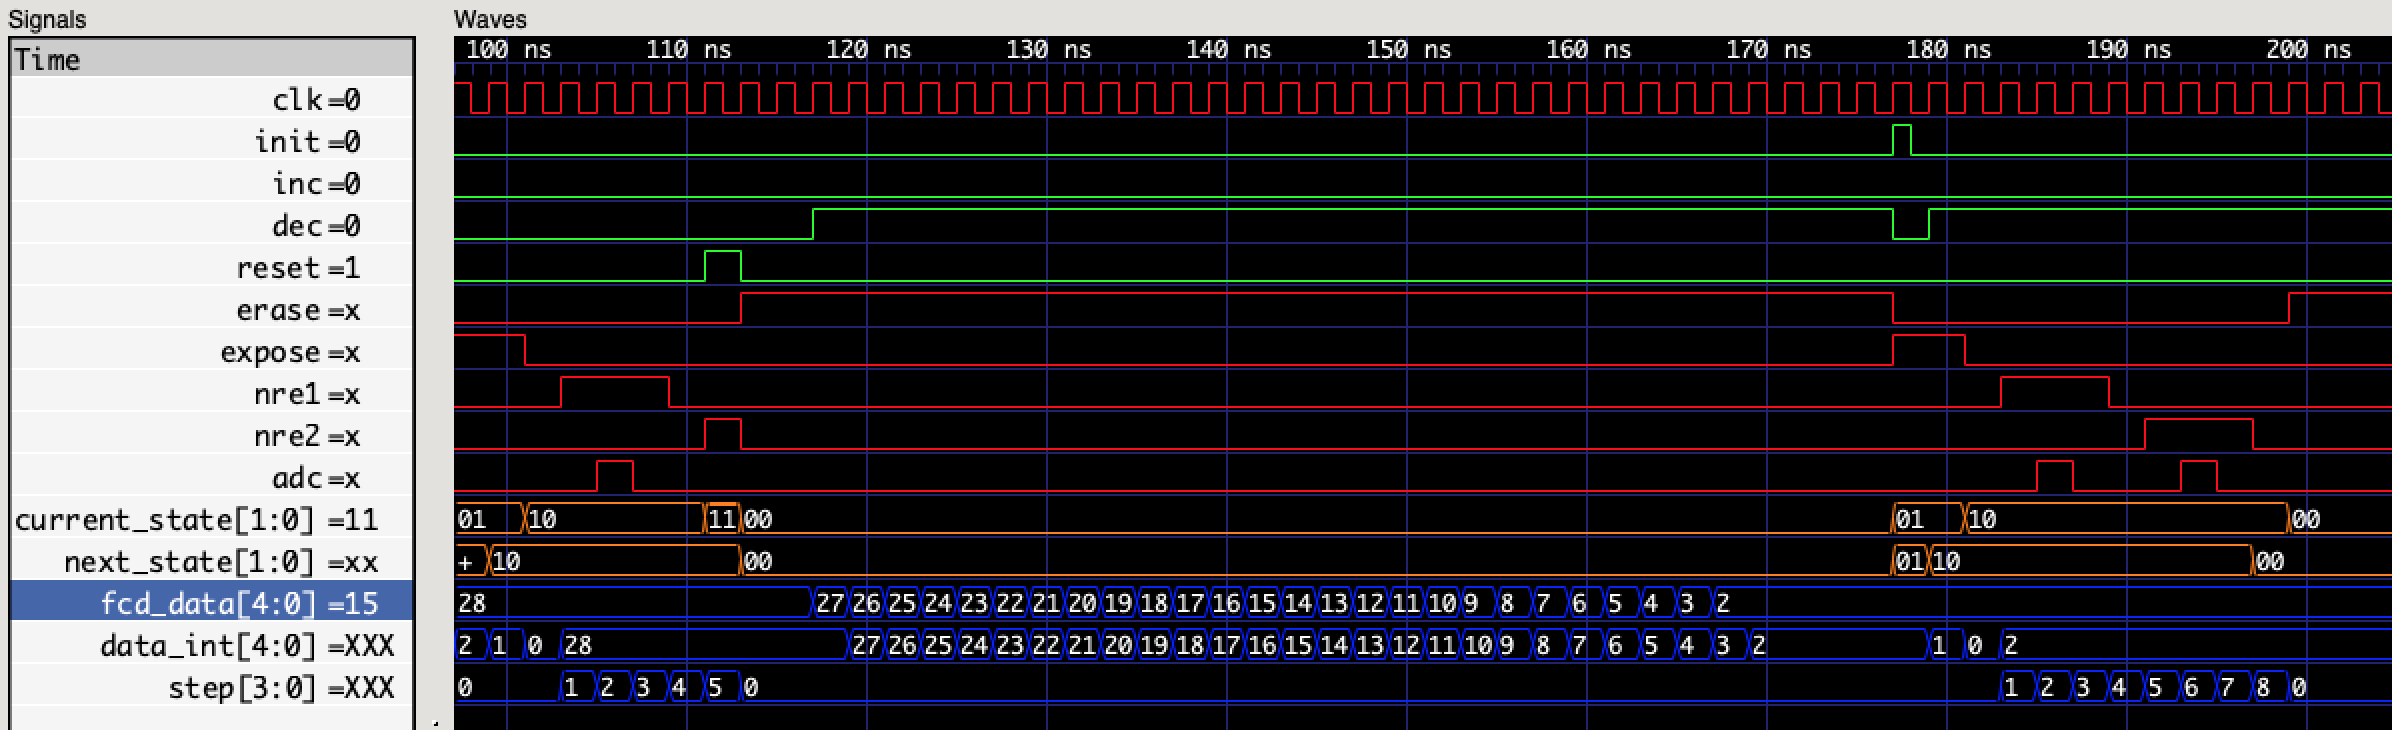 Signals Waves
Time 100 ns 110 ns 120 ns 130 ns 140 ns 150 ns 160 ns 170 ns 180 ns 190 ns 200 ns
clk=0
init=0
inc=0
dec=0
reset=1
erase=x
expose=x
nre1=x
nre2=x
adc=x
current_state[1:0] =11 01 10 11 00 01 10 00
next_state[1:0] =xx + 10 00 01 10 00
fcd_data[4:0] =15 28 27 26 25 24 23 22 21 20 19 18 17 16 15 14 13 12 11 10 9 8 7 6 5 4 3 2
data_int[4:0] =XXX 2 1 0 28 27 26 25 24 23 22 21 20 19 18 17 16 15 14 13 12 11 10 9 8 7 6 5 4 3 2 1 0 2
step[3:0] =XXX 0 1 2 3 4 5 0 1 2 3 4 5 6 7 8 0